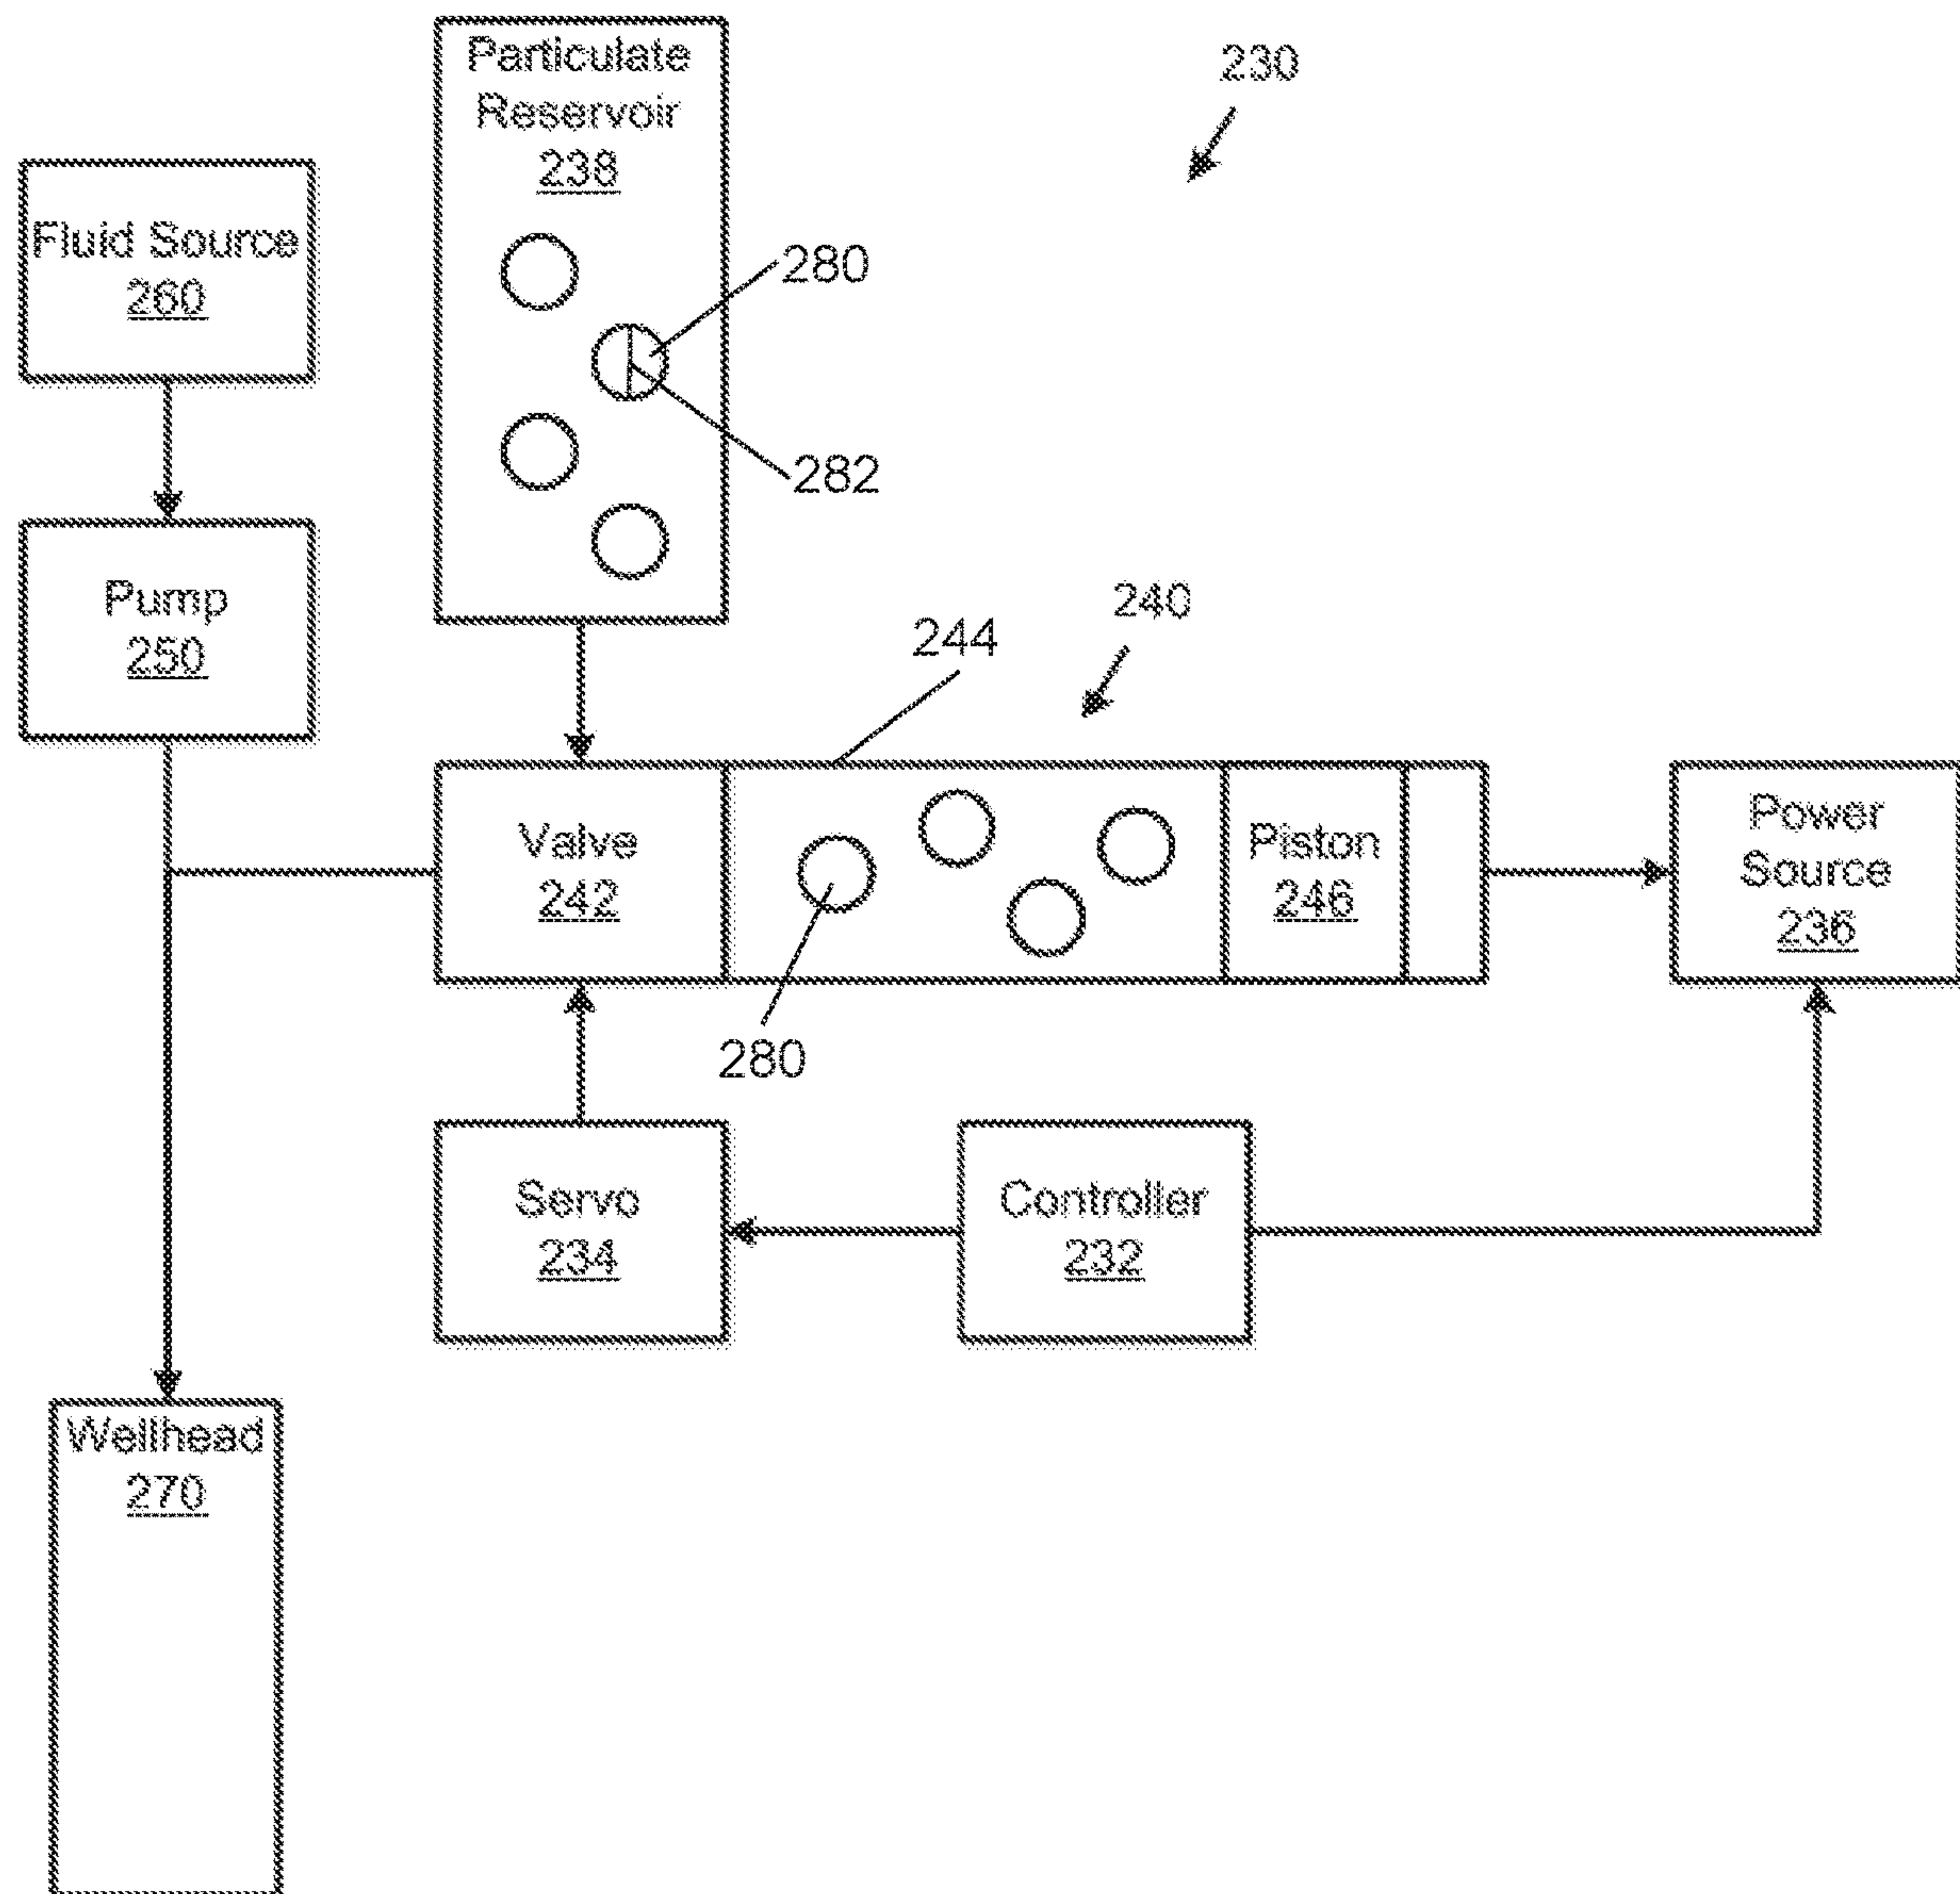 Particulate
Reservoir
238
230
Fluid Source
260
280
282
Pump
250
240
244
Valve
242
Piston
246
Power
Source
236
280
Servo
234
Controller
232
Wellhead
270